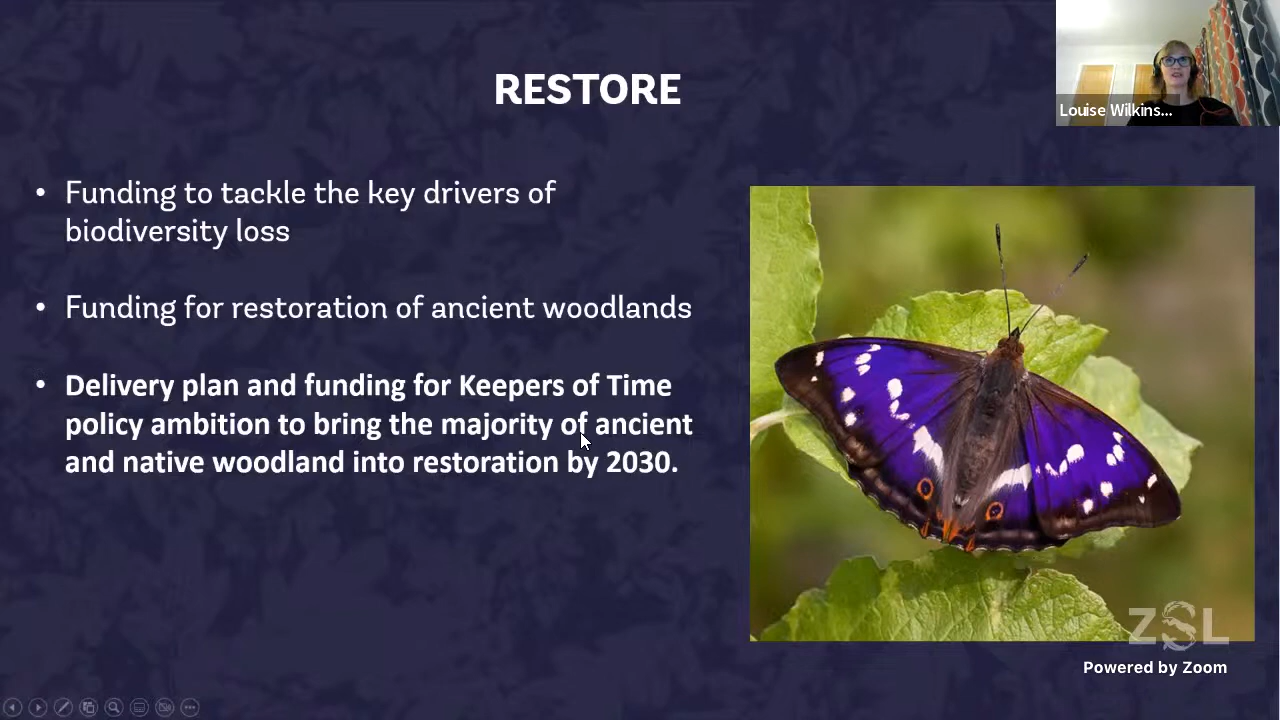 RESTORE
Louise Wilkins...
• Funding to tackle the key drivers of
biodiversity loss
• Funding for restoration of ancient woodlands
• Delivery plan and funding for Keepers of Time
policy ambition to bring the majority of ancient
and native woodland into restoration by 2030.
ZSL
Powered by Zoom